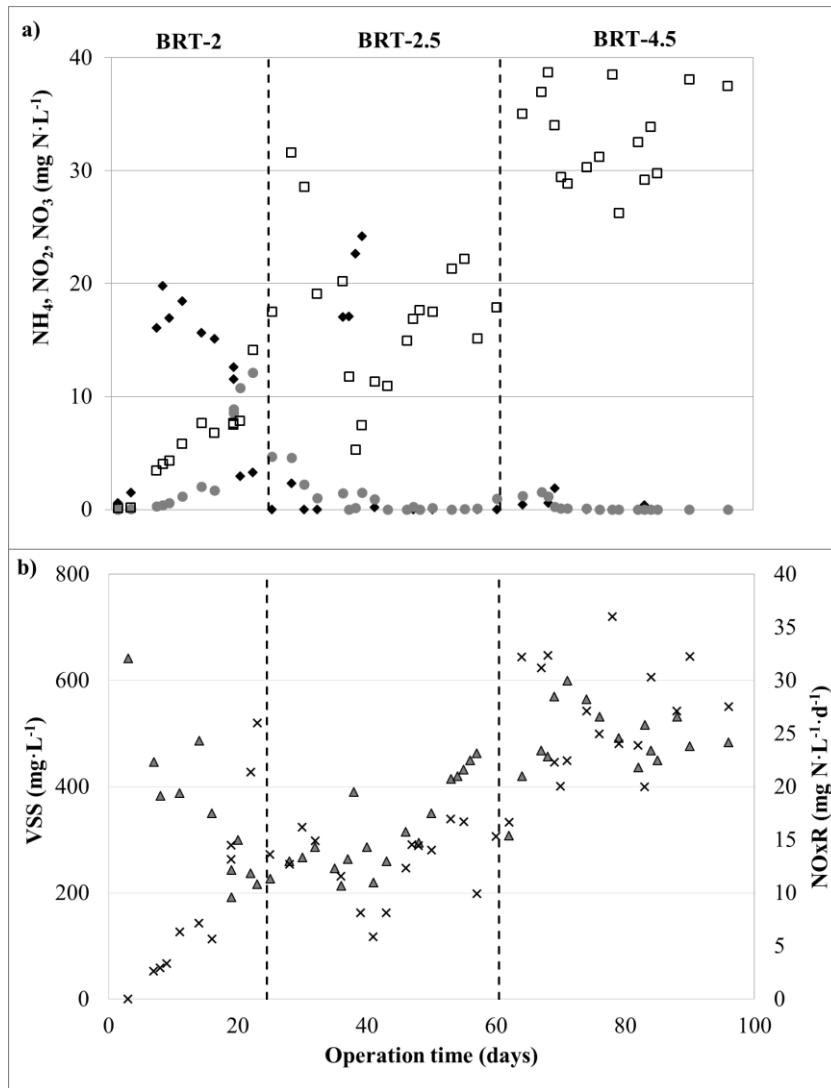 a)
BRT-2 BRT-2.5 BRT-4.5
NH₄, NO₂, NO₃ (mg N·L⁻¹)
40
30
20
10
0
b)
VSS (mg·L⁻¹)
800
600
400
200
0
NOxR (mg N·L⁻¹·d⁻¹)
40
35
30
25
20
15
10
5
0
0 20 40 60 80 100
Operation time (days)